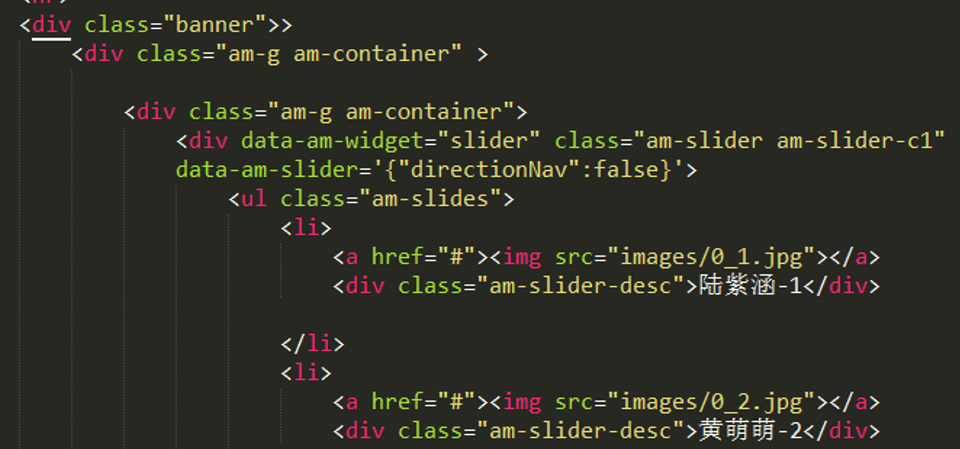 <div class="banner">>
<div class="am-g am-container" >
<div class="am-g am-container">
<div data-am-widget="slider" class="am-slider am-slider-c1"
data-am-slider='{"directionNav":false}'>
<ul class="am-slides">
<li>
<a href="#"><img src="images/0_1.jpg"></a>
<div class="am-slider-desc">陆紫涵-1</div>
</li>
<li>
<a href="#"><img src="images/0_2.jpg"></a>
<div class="am-slider-desc">黄萌萌-2</div>